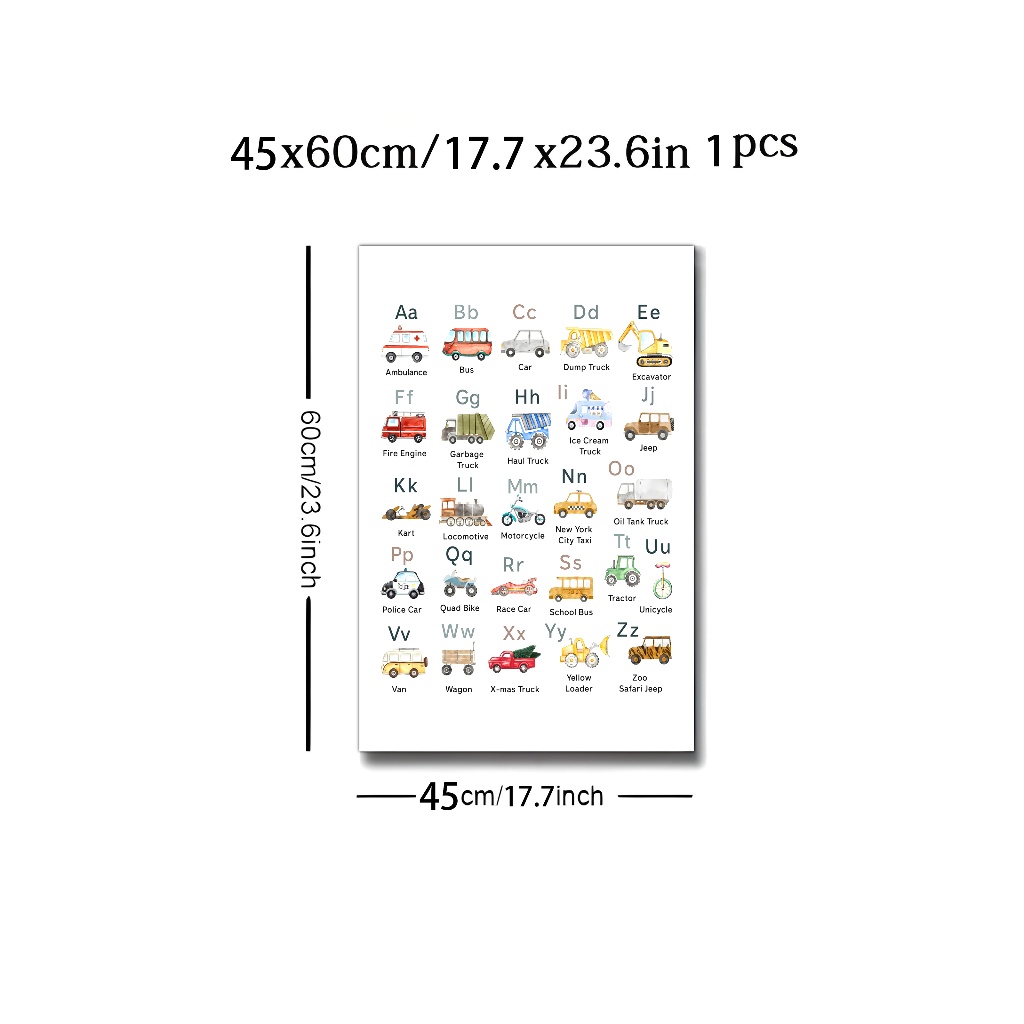 45x60cm/17.7 x23.6in 1pcs
60cm/23.6inch
Aa Bb Cc Dd Ee
Ambulance Bus Car Dump Truck Excavator
Ff Gg Hh Ii Jj
Fire Engine Garbage Haul Truck Ice Cream Jeep
Truck Truck
Kk Ll Mm Nn Oo
Kart Locomotive Motorcycle New York Oil Tank Truck
City Taxi
Pp Qq Rr Ss Tt Uu
Police Car Quad Bike Race Car School Bus Tractor Unicycle
Vv Ww Xx Yy Zz
Van Wagon X-mas Truck Yellow Zoo
Loader Safari Jeep
45cm/17.7inch